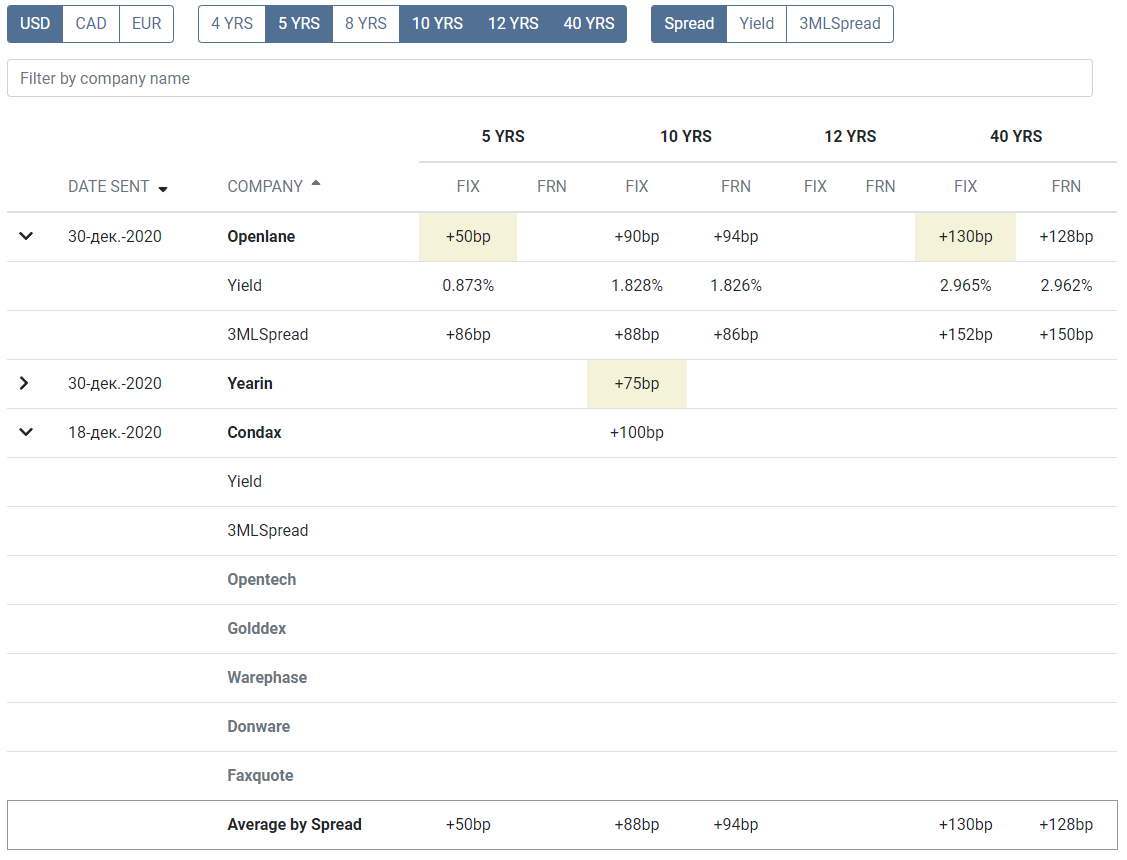 USD CAD EUR 4 YRS 5 YRS 8 YRS 10 YRS 12 YRS 40 YRS Spread Yield 3MLSpread
Filter by company name
5 YRS 10 YRS 12 YRS 40 YRS
DATE SENT COMPANY FIX FRN FIX FRN FIX FRN FIX FRN
30-дек.-2020 Openlane +50bp +90bp +94bp +130bp +128bp
Yield 0.873% 1.828% 1.826% 2.965% 2.962%
3MLSpread +86bp +88bp +86bp +152bp +150bp
30-дек.-2020 Yearin +75bp
18-дек.-2020 Condax +100bp
Yield
3MLSpread
Opentech
Golddex
Warephase
Donware
Faxquote
Average by Spread +50bp +88bp +94bp +130bp +128bp